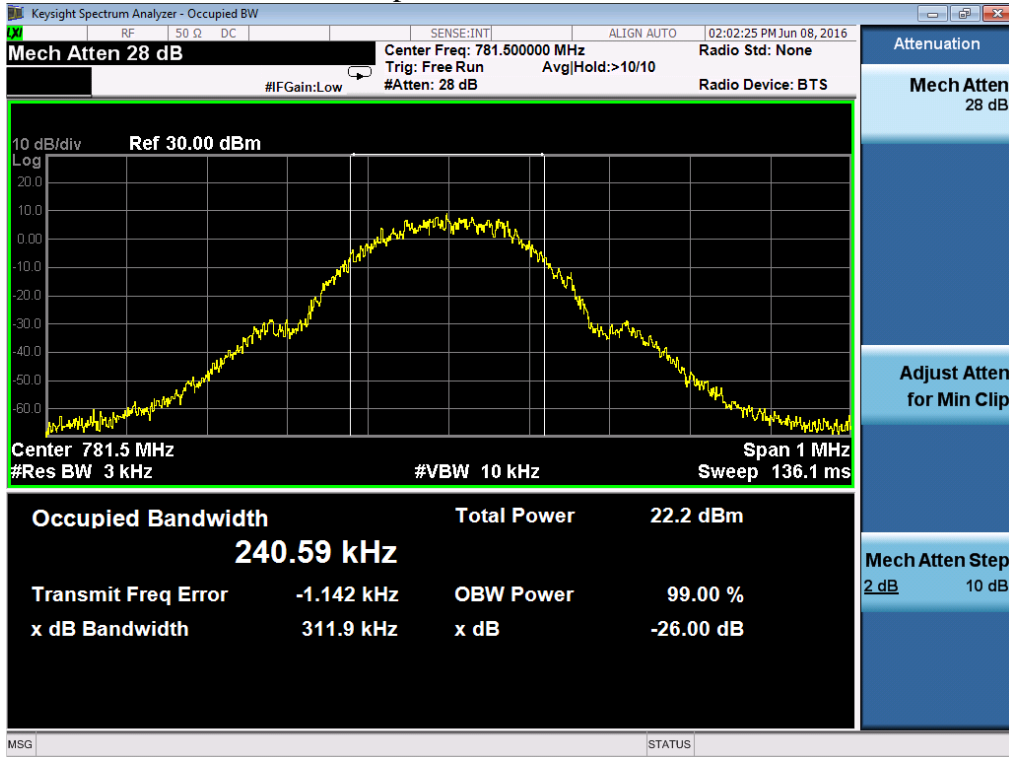 Keysight Spectrum Analyzer - Occupied BW
LXI RF 50 Ω DC SENSE:INT ALIGN AUTO 02:02:25 PM Jun 08, 2016
Mech Atten 28 dB
Center Freq: 781.500000 MHz
Radio Std: None
Trig: Free Run Avg|Hold:>10/10
#IFGain:Low
#Atten: 28 dB
Radio Device: BTS
10 dB/div Ref 30.00 dBm
Log
20.0
10.0
0.00
-10.0
-20.0
-30.0
-40.0
-50.0
-60.0
Center 781.5 MHz Span 1 MHz
#Res BW 3 kHz #VBW 10 kHz Sweep 136.1 ms
Occupied Bandwidth Total Power 22.2 dBm
240.59 kHz
Transmit Freq Error -1.142 kHz OBW Power 99.00 %
x dB Bandwidth 311.9 kHz x dB -26.00 dB
MSG STATUS
Attenuation
Mech Atten
28 dB
Adjust Atten
for Min Clip
Mech Atten Step
2 dB 10 dB